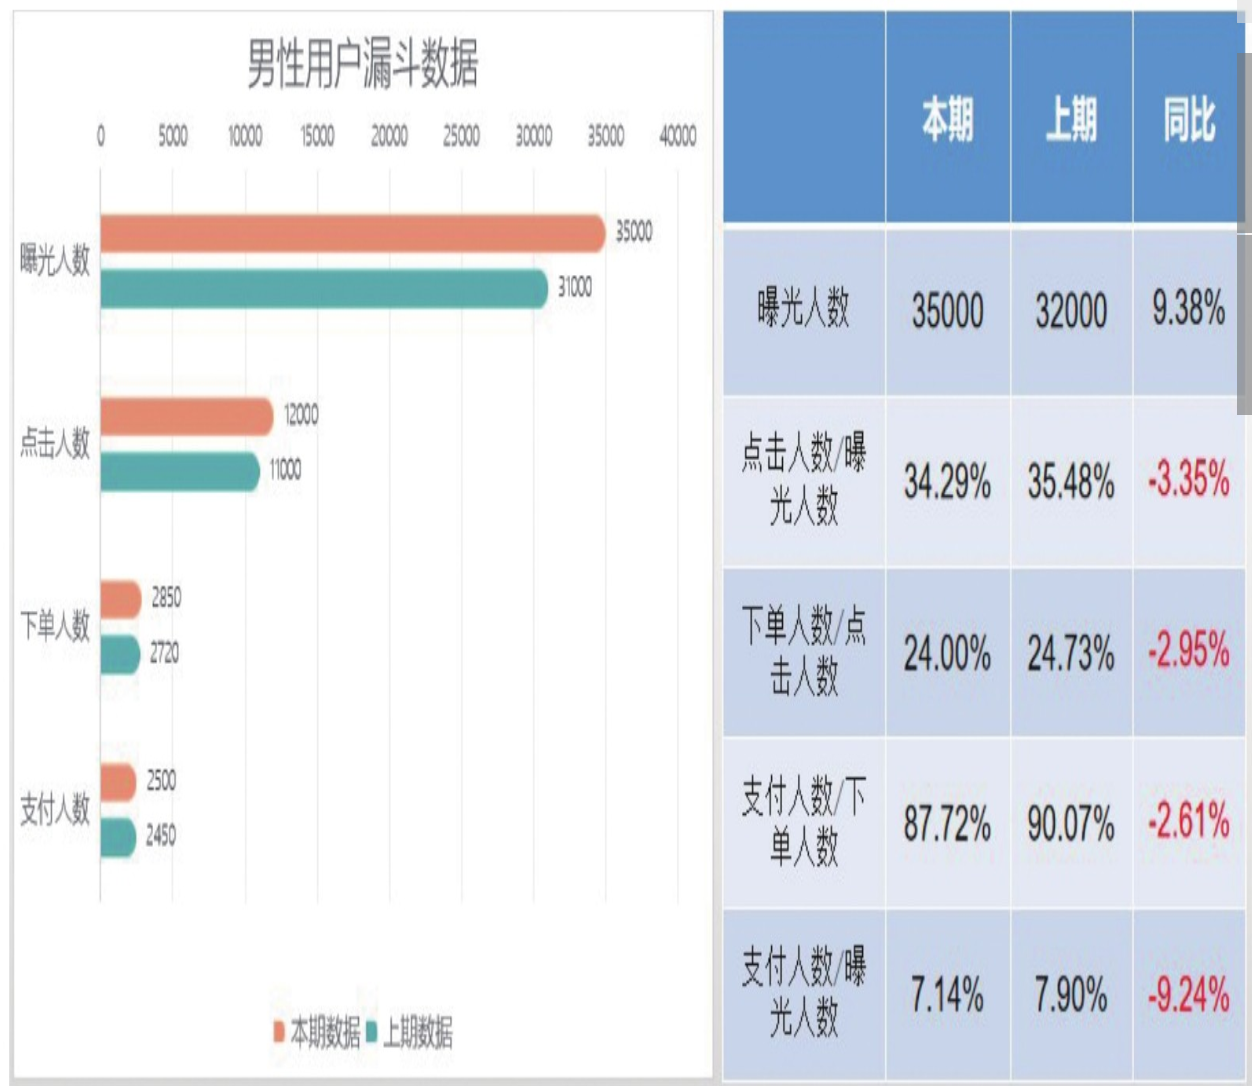 男性用户漏斗数据
0 5000 10000 15000 20000 25000 30000 35000 40000
曝光人数
35000
31000
点击人数
12000
11000
下单人数
2850
2720
支付人数
2500
2450
本期数据 上期数据
本期 上期 同比
曝光人数 35000 32000 9.38%
点击人数/曝
光人数 34.29% 35.48% -3.35%
下单人数/点
击人数 24.00% 24.73% -2.95%
支付人数/下
单人数 87.72% 90.07% -2.61%
支付人数/曝
光人数 7.14% 7.90% -9.24%